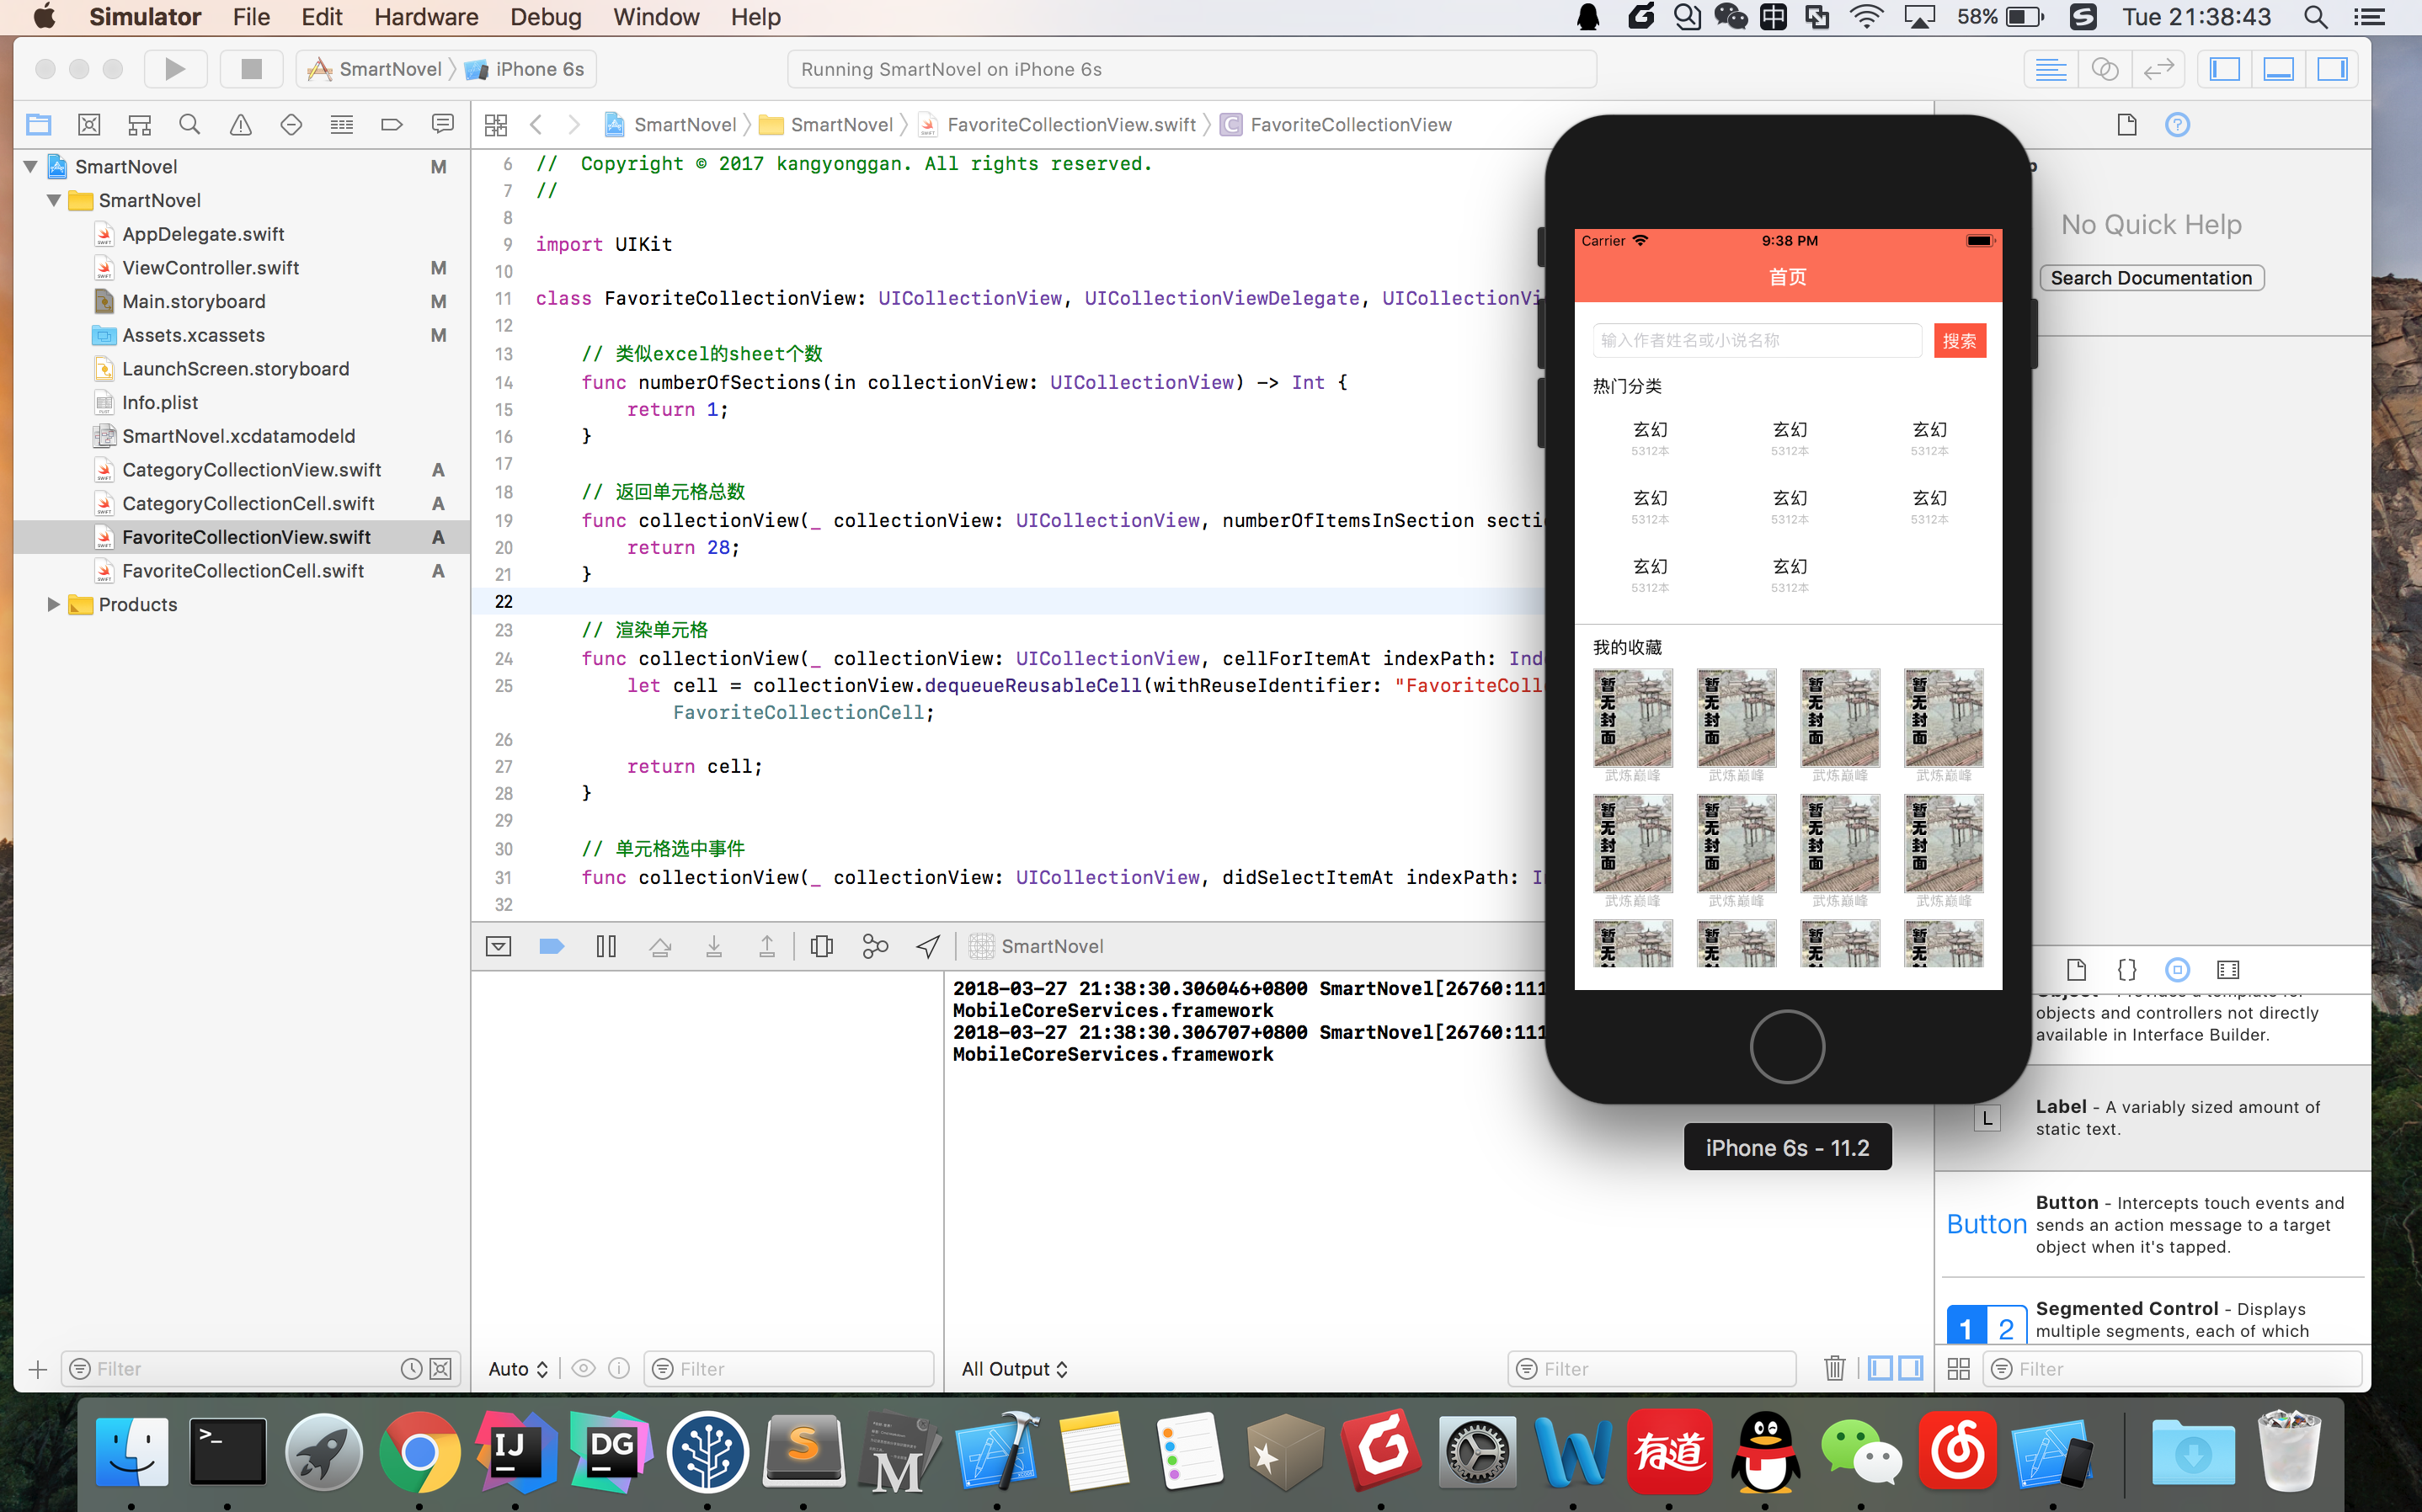 Simulator File Edit Hardware Debug Window Help
中 58% Tue 21:38:43
SmartNovel iPhone 6s
Running SmartNovel on iPhone 6s
SmartNovel SmartNovel FavoriteCollectionView.swift C FavoriteCollectionView
SmartNovel M
SmartNovel
AppDelegate.swift
ViewController.swift M
Main.storyboard M
Assets.xcassets M
LaunchScreen.storyboard
Info.plist
SmartNovel.xcdatamodeld
CategoryCollectionView.swift A
CategoryCollectionCell.swift A
FavoriteCollectionView.swift A
FavoriteCollectionCell.swift A
Products
Filter
6 // Copyright © 2017 kangyonggan. All rights reserved.
7 //
8
9 import UIKit
10
11 class FavoriteCollectionView: UICollectionView, UICollectionViewDelegate, UICollectionVi
12
13 // 类似excel的sheet个数
14 func numberOfSections(in collectionView: UICollectionView) -> Int {
15 return 1;
16 }
17
18 // 返回单元格总数
19 func collectionView(_ collectionView: UICollectionView, numberOfItemsInSection secti
20 return 28;
21 }
22
23 // 渲染单元格
24 func collectionView(_ collectionView: UICollectionView, cellForItemAt indexPath: Ind
25 let cell = collectionView.dequeueReusableCell(withReuseIdentifier: "FavoriteColl
FavoriteCollectionCell;
26
27 return cell;
28 }
29
30 // 单元格选中事件
31 func collectionView(_ collectionView: UICollectionView, didSelectItemAt indexPath: I
32
SmartNovel
2018-03-27 21:38:30.306046+0800 SmartNovel[26760:111
MobileCoreServices.framework
2018-03-27 21:38:30.306707+0800 SmartNovel[26760:111
MobileCoreServices.framework
Auto Filter
All Output Filter
Carrier 9:38 PM
首页
输入作者姓名或小说名称 搜索
热门分类
玄幻 玄幻 玄幻
5312本 5312本 5312本
玄幻 玄幻 玄幻
5312本 5312本 5312本
玄幻 玄幻
5312本 5312本
我的收藏
暂无封面 暂无封面 暂无封面 暂无封面
武炼巅峰 武炼巅峰 武炼巅峰 武炼巅峰
暂无封面 暂无封面 暂无封面 暂无封面
武炼巅峰 武炼巅峰 武炼巅峰 武炼巅峰
暂无 暂无 暂无 暂无
iPhone 6s - 11.2
p
No Quick Help
Search Documentation
Object - Provides a template for
objects and controllers not directly
available in Interface Builder.
L
Label - A variably sized amount of
static text.
Button
Button - Intercepts touch events and
sends an action message to a target
object when it's tapped.
1 2
Segmented Control - Displays
multiple segments, each of which
Filter
>_ IJ DG S M G W 有道